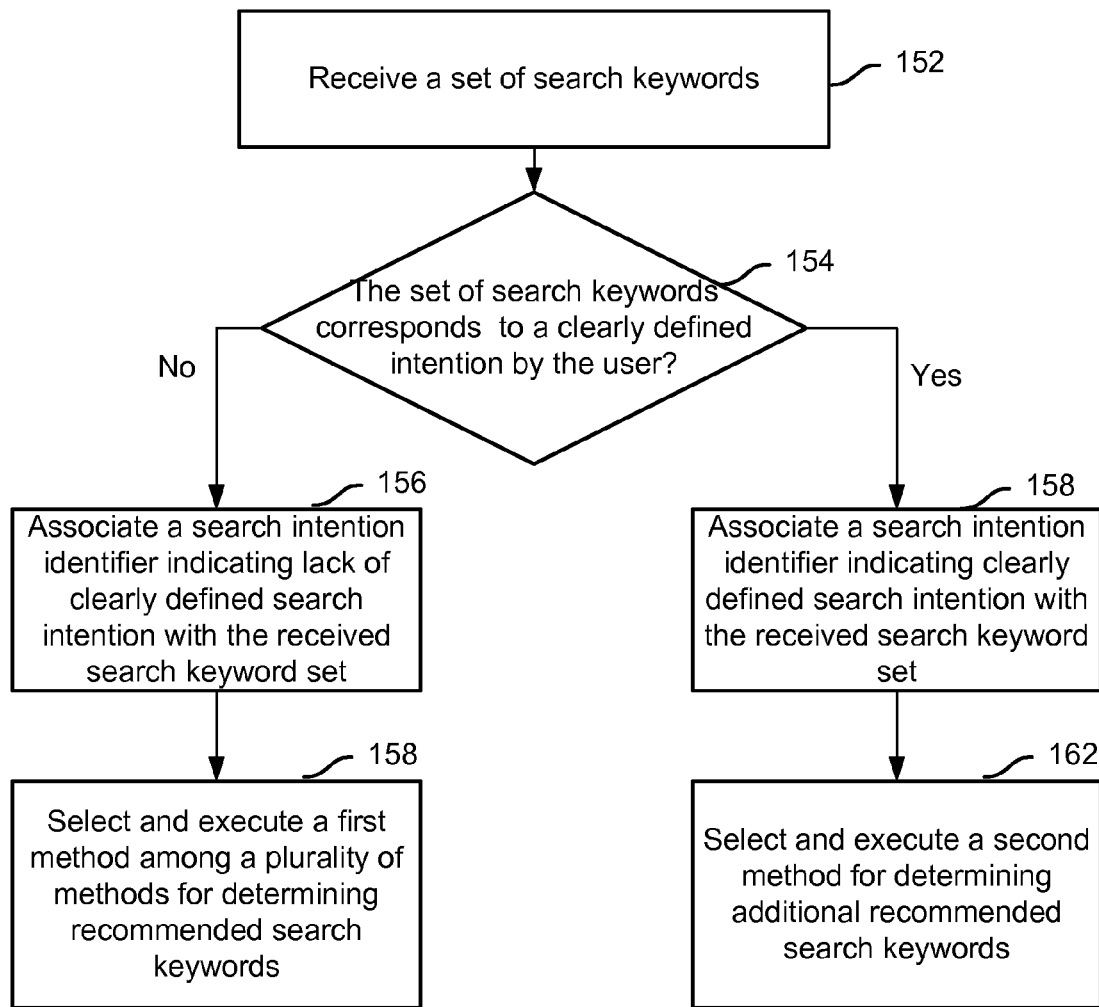 Receive a set of search keywords
152
154
The set of search keywords
corresponds to a clearly defined
intention by the user?
No
Yes
156
Associate a search intention
identifier indicating lack of
clearly defined search
intention with the received
search keyword set
158
Associate a search intention
identifier indicating clearly
defined search intention with
the received search keyword
set
158
Select and execute a first
method among a plurality of
methods for determining
recommended search
keywords
162
Select and execute a second
method for determining
additional recommended
search keywords